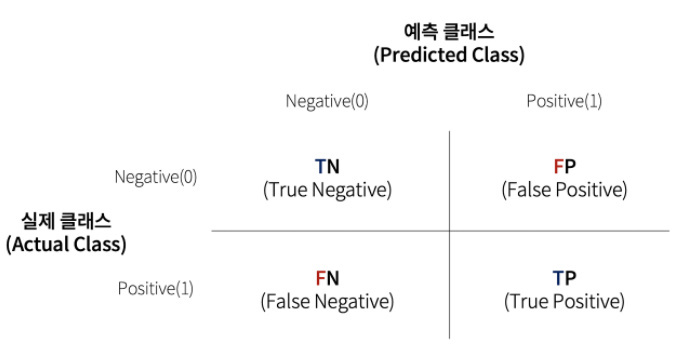 예측 클래스
(Predicted Class)
Negative(0) Positive(1)
Negative(0)
TN FP
(True Negative) (False Positive)
실제 클래스
(Actual Class)
Positive(1)
FN TP
(False Negative) (True Positive)